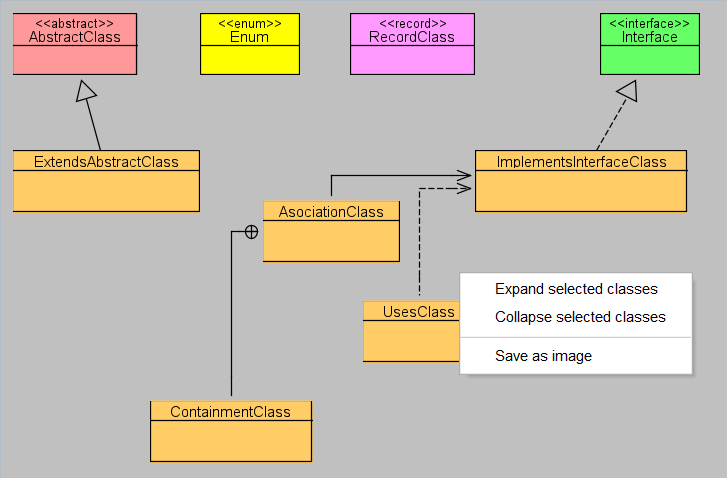 <<abstract>>
AbstractClass
<<enum>>
Enum
<<record>>
RecordClass
<<interface>>
Interface
ExtendsAbstractClass
ImplementsInterfaceClass
AsociationClass
UsesClass
Expand selected classes
Collapse selected classes
Save as image
ContainmentClass